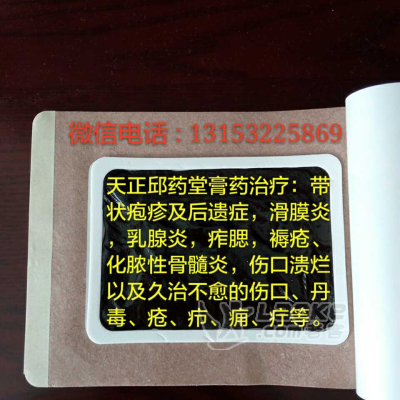 微信电话：13153225869
天正邱药堂膏药治疗：带
状疱疹及后遗症，滑膜炎
，乳腺炎，痄腮，褥疮、
化脓性骨髓炎，伤口溃烂
以及久治不愈的伤口、丹
毒、疮、疖、痈、疔等。